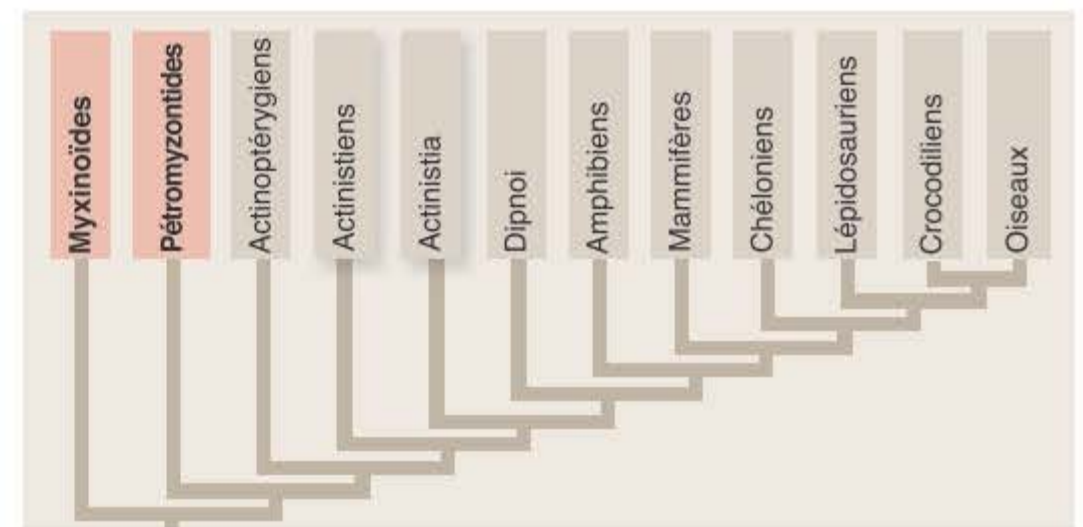 Myxinoïdes
Pétromyzontides
Actinoptérygiens
Actinistiens
Actinistia
Dipnoi
Amphibiens
Mammifères
Chéloniens
Lépidosauriens
Crocodiliens
Oiseaux